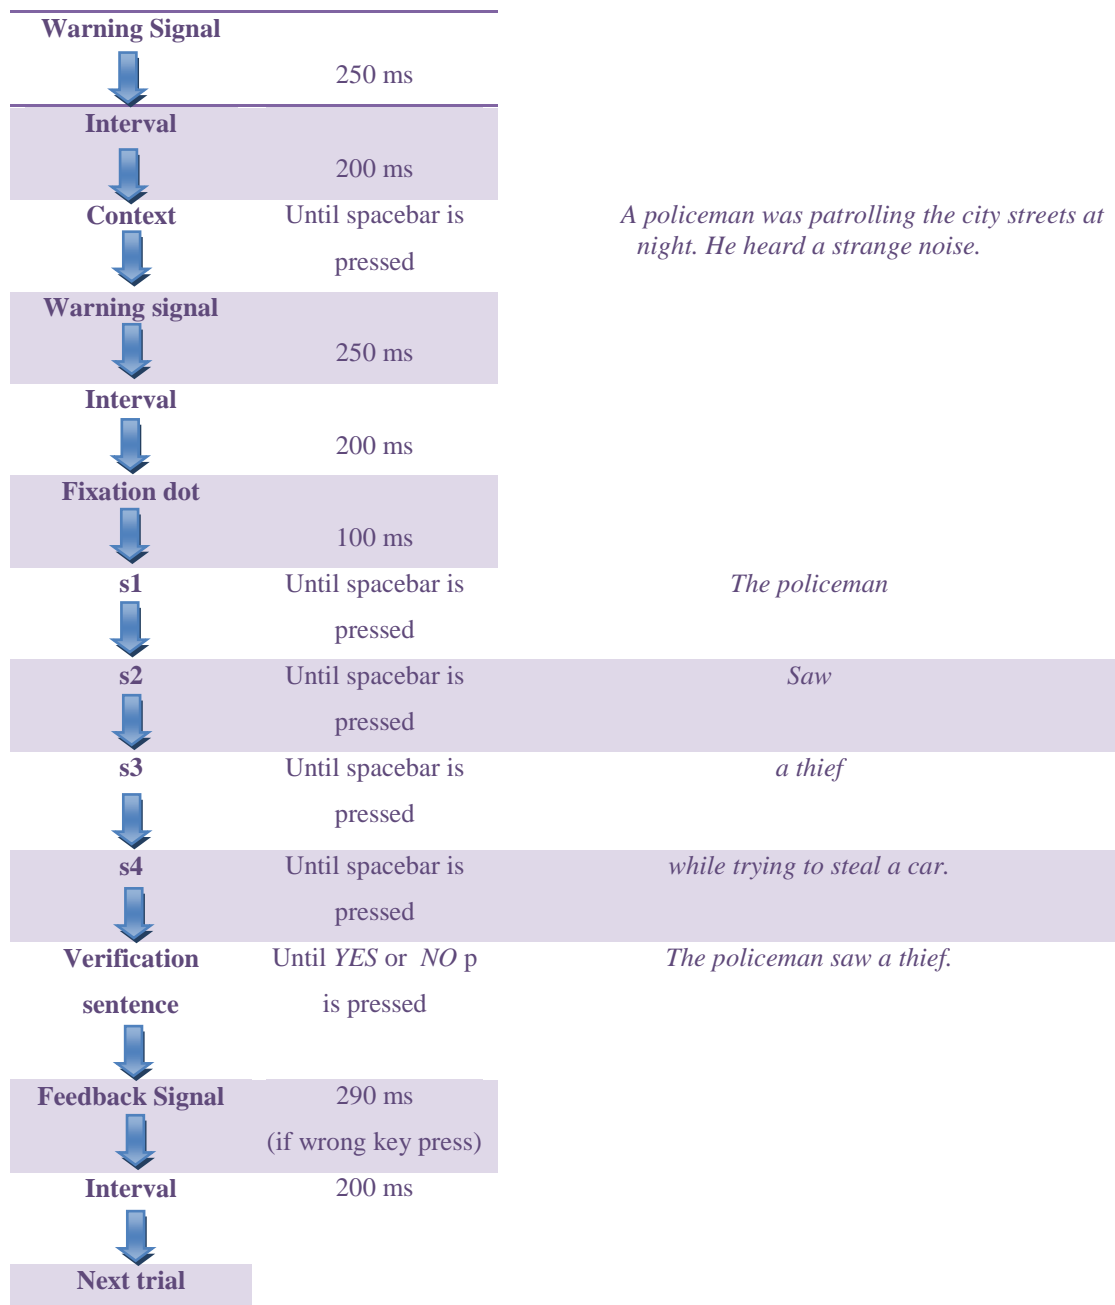 Warning Signal
250 ms
Interval
200 ms
Context
Until spacebar is
pressed
A policeman was patrolling the city streets at
night. He heard a strange noise.
Warning signal
250 ms
Interval
200 ms
Fixation dot
100 ms
s1
Until spacebar is
pressed
The policeman
s2
Until spacebar is
pressed
Saw
s3
Until spacebar is
pressed
a thief
s4
Until spacebar is
pressed
while trying to steal a car.
Verification
sentence
Until YES or NO p
is pressed
The policeman saw a thief.
Feedback Signal
290 ms
(if wrong key press)
Interval
200 ms
Next trial